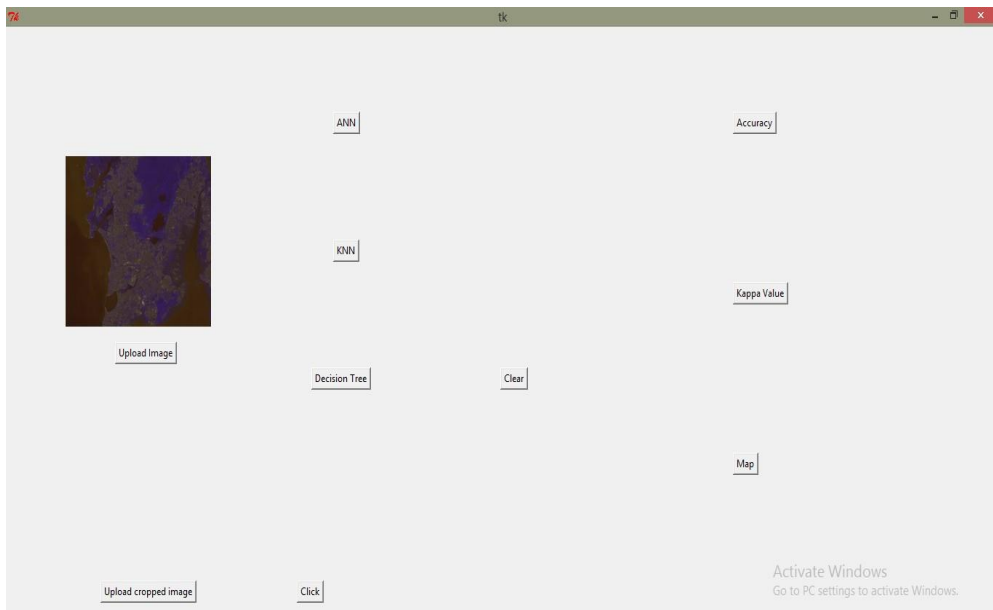 Tk
tk
ANN
Accuracy
KNN
Kappa Value
Upload Image
Decision Tree
Clear
Map
Activate Windows
Go to PC settings to activate Windows.
Upload cropped image
Click